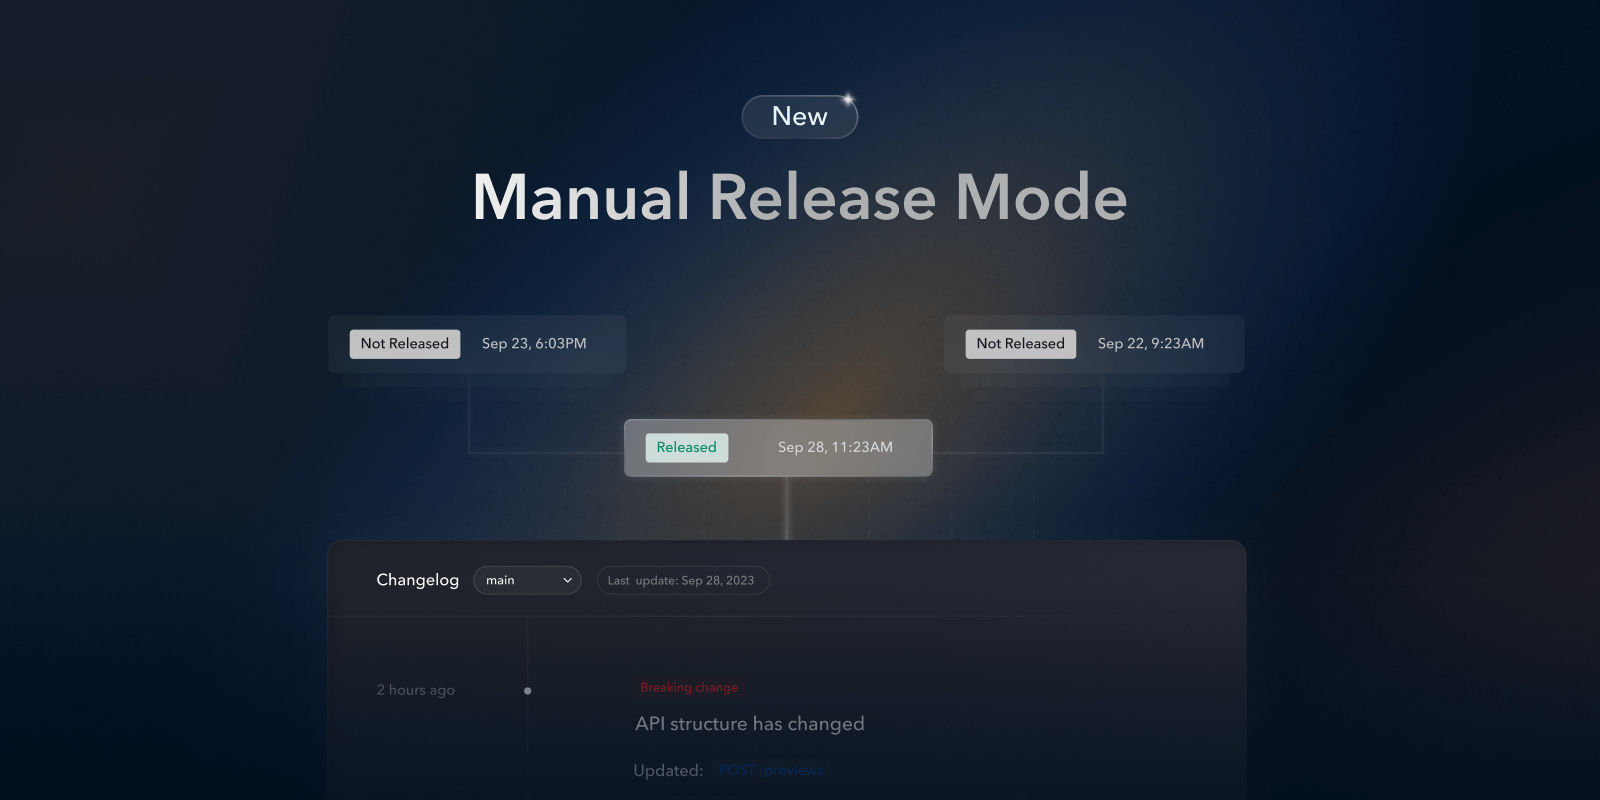 New
Manual Release Mode
Not Released Sep 23, 6:03PM
Not Released Sep 22, 9:23AM
Released Sep 28, 11:23AM
Changelog main Last update: Sep 28, 2023
2 hours ago
Breaking change
API structure has changed
Updated: POST /previews